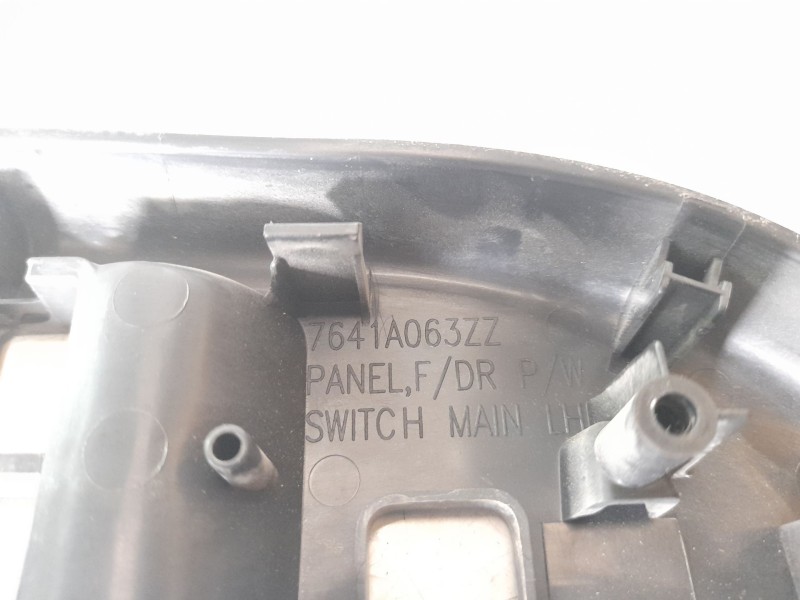 7641A063ZZ
PANEL,F/DR P/W
SWITCH MAIN LH